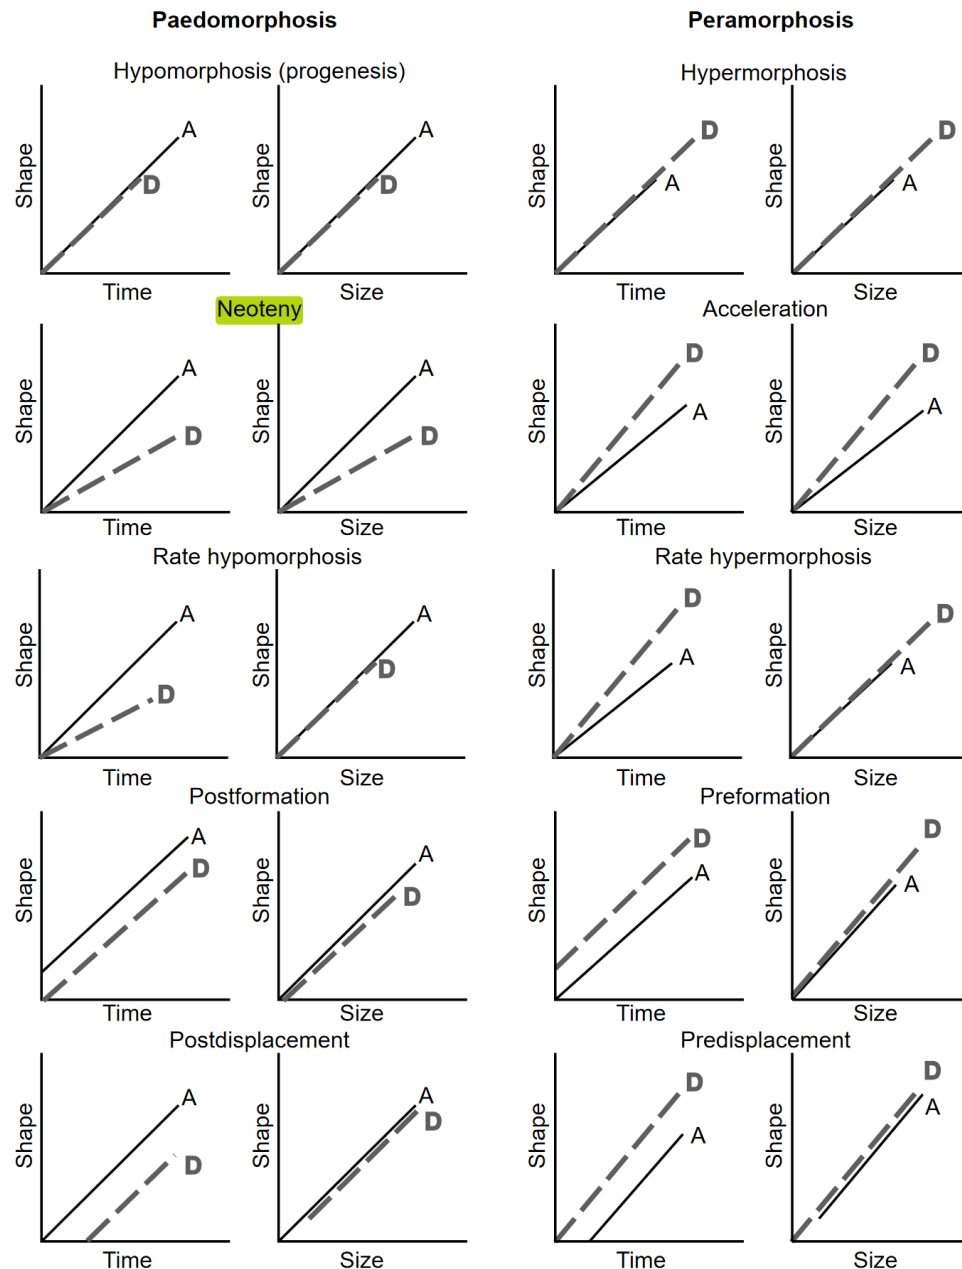 Paedomorphosis
Peramorphosis
Hypomorphosis (progenesis)
Hypermorphosis
Shape
A
D
Time
Shape
A
D
Size
Shape
D
A
Time
Shape
D
A
Size
Neoteny
Acceleration
Shape
A
D
Time
Shape
A
D
Size
Shape
D
A
Time
Shape
D
A
Size
Rate hypomorphosis
Rate hypermorphosis
Shape
A
D
Time
Shape
A
D
Size
Shape
D
A
Time
Shape
D
A
Size
Postformation
Preformation
Shape
A
D
Time
Shape
A
D
Size
Shape
D
A
Time
Shape
D
A
Size
Postdisplacement
Predisplacement
Shape
A
D
Time
Shape
A
D
Size
Shape
D
A
Time
Shape
D
A
Size